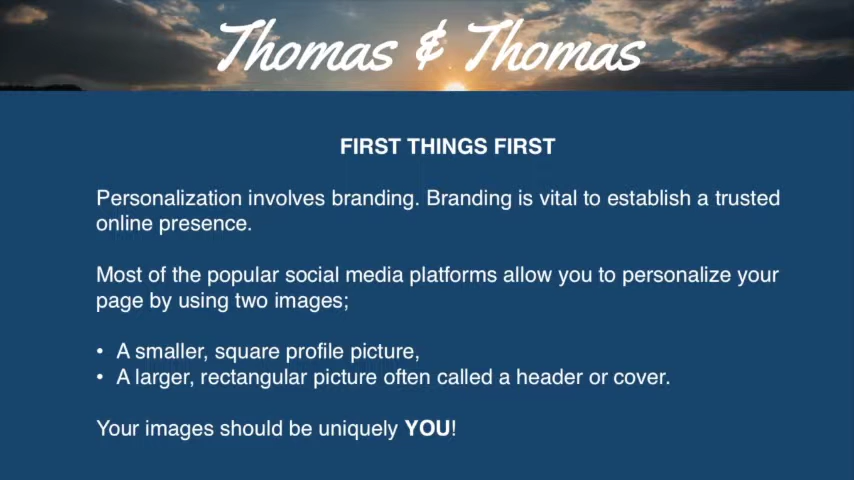 Thomas & Thomas
FIRST THINGS FIRST
Personalization involves branding. Branding is vital to establish a trusted
online presence.
Most of the popular social media platforms allow you to personalize your
page by using two images;
• A smaller, square profile picture,
• A larger, rectangular picture often called a header or cover.
Your images should be uniquely YOU!